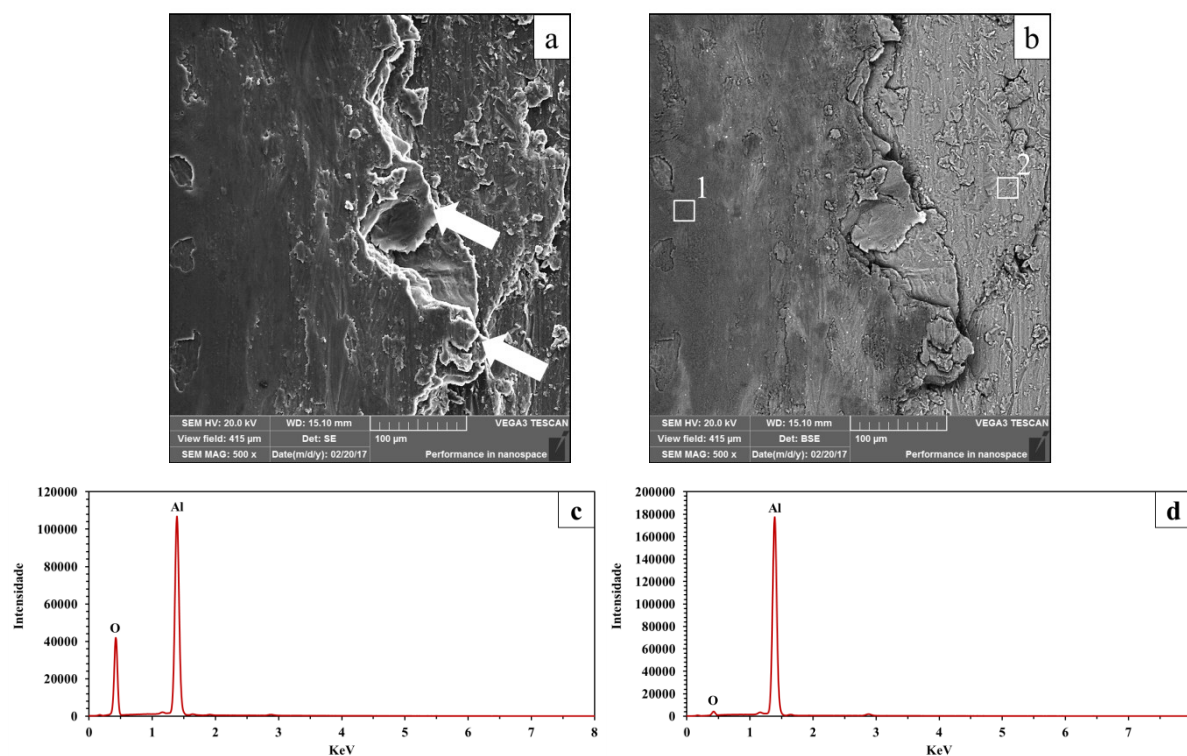 a
SEM HV: 20.0 kV WD: 15.10 mm VEGA3 TESCAN
View field: 415 µm Det: SE 100 µm
SEM MAG: 500 x Date(m/d/y): 02/20/17 Performance in nanospace
b
1
2
SEM HV: 20.0 kV WD: 15.10 mm VEGA3 TESCAN
View field: 415 µm Det: BSE 100 µm
SEM MAG: 500 x Date(m/d/y): 02/20/17 Performance in nanospace
c
Intensidade
120000
100000
80000
60000
40000
20000
0
O
Al
0 1 2 3 4 5 6 7 8
KeV
d
Intensidade
200000
180000
160000
140000
120000
100000
80000
60000
40000
20000
0
O
Al
0 1 2 3 4 5 6 7
KeV